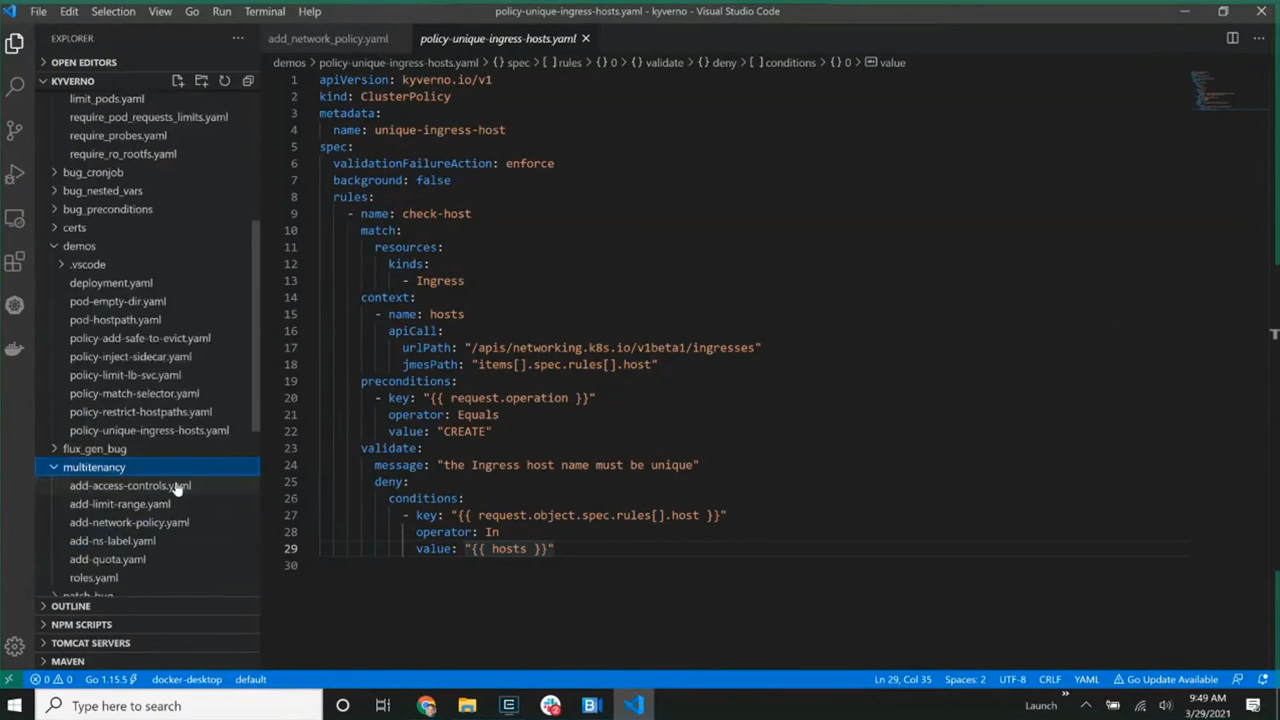 File Edit Selection View Go Run Terminal Help
policy-unique-ingress-hosts.yaml - kyverno - Visual Studio Code
EXPLORER
OPEN EDITORS
KYVERNO
limit_pods.yaml
require_pod_requests_limits.yaml
require_probes.yaml
require_ro_rootfs.yaml
bug_cronjob
bug_nested_vars
bug_preconditions
certs
demos
.vscode
deployment.yaml
pod-empty-dir.yaml
pod-hostpath.yaml
policy-add-safe-to-evict.yaml
policy-inject-sidecar.yaml
policy-limit-lb-svc.yaml
policy-match-selector.yaml
policy-restrict-hostpaths.yaml
policy-unique-ingress-hosts.yaml
flux_gen_bug
multitenancy
add-access-controls.yaml
add-limit-range.yaml
add-network-policy.yaml
add-ns-label.yaml
add-quota.yaml
roles.yaml
patch_bug
OUTLINE
NPM SCRIPTS
TOMCAT SERVERS
MAVEN
add_network_policy.yaml policy-unique-ingress-hosts.yaml
demos > policy-unique-ingress-hosts.yaml > {} spec > [ ] rules > {} 0 > {} validate > {} deny > [ ] conditions > {} 0 > value
1 apiVersion: kyverno.io/v1
2 kind: ClusterPolicy
3 metadata:
4 name: unique-ingress-host
5 spec:
6 validationFailureAction: enforce
7 background: false
8 rules:
9 - name: check-host
10 match:
11 resources:
12 kinds:
13 - Ingress
14 context:
15 - name: hosts
16 apiCall:
17 urlPath: "/apis/networking.k8s.io/v1beta1/ingresses"
18 jmesPath: "items[].spec.rules[].host"
19 preconditions:
20 - key: "{{ request.operation }}"
21 operator: Equals
22 value: "CREATE"
23 validate:
24 message: "the Ingress host name must be unique"
25 deny:
26 conditions:
27 - key: "{{ request.object.spec.rules[].host }}"
28 operator: In
29 value: "{{ hosts }}"
30
0 0 Go 1.15.5 docker-desktop default
Ln 29, Col 35 Spaces: 2 UTF-8 CRLF YAML Go Update Available
Type here to search
Launch
9:49 AM
3/29/2021